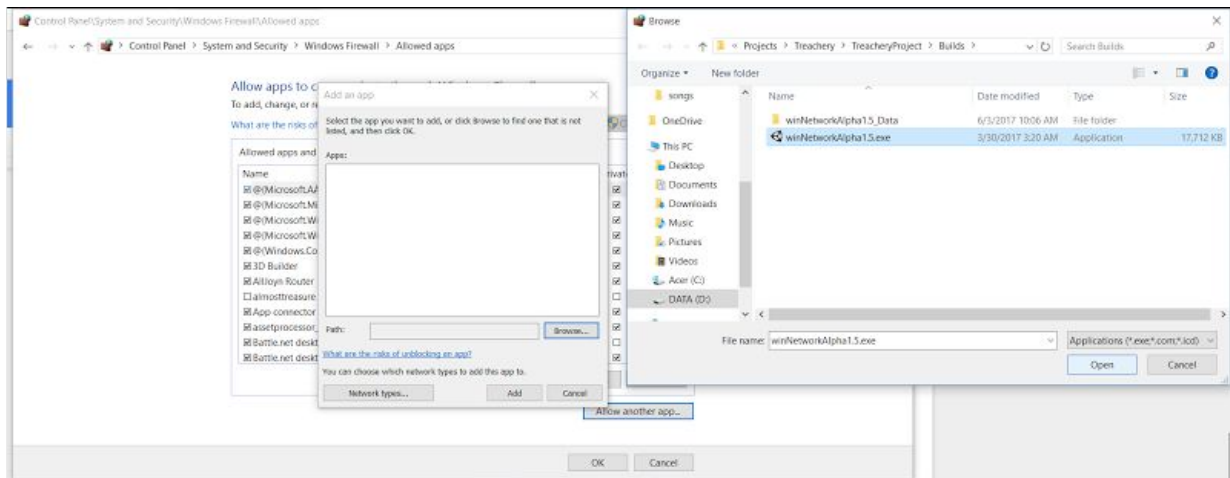 Control Panel\System and Security\Windows Firewall\Allowed apps
Control Panel > System and Security > Windows Firewall > Allowed apps
Allow apps to c
To add, change, or re
What are the risks of
Allowed apps and
Name
@{Microsoft.AA
@{Microsoft.Mi
@{Microsoft.Wi
@{Microsoft.W
@{Windows.Co
3D Builder
AllJoyn Router
almosttreasure
App connector
assetprocessor_
Battle.net deskt
Battle.net deskt
Allow another app...
OK Cancel
Add an app
Select the app you want to add, or click Browse to find one that is not
listed, and then click OK.
Apps:
Path: Browse...
What are the risks of unblocking an app?
You can choose which network types to add this app to.
Network types... Add Cancel
Browse
« Projects > Treachery > TreacheryProject > Builds > Search Builds
Organize New folder
songs
OneDrive
This PC
Desktop
Documents
Downloads
Music
Pictures
Videos
Acer (C:)
DATA (D:)
Name Date modified Type Size
winNetworkAlpha1.5_Data 6/3/2017 10:06 AM File folder
winNetworkAlpha1.5.exe 3/30/2017 3:20 AM Application 17,712 KB
File name: winNetworkAlpha1.5.exe Applications (*.exe;*.com;*.icd)
Open Cancel